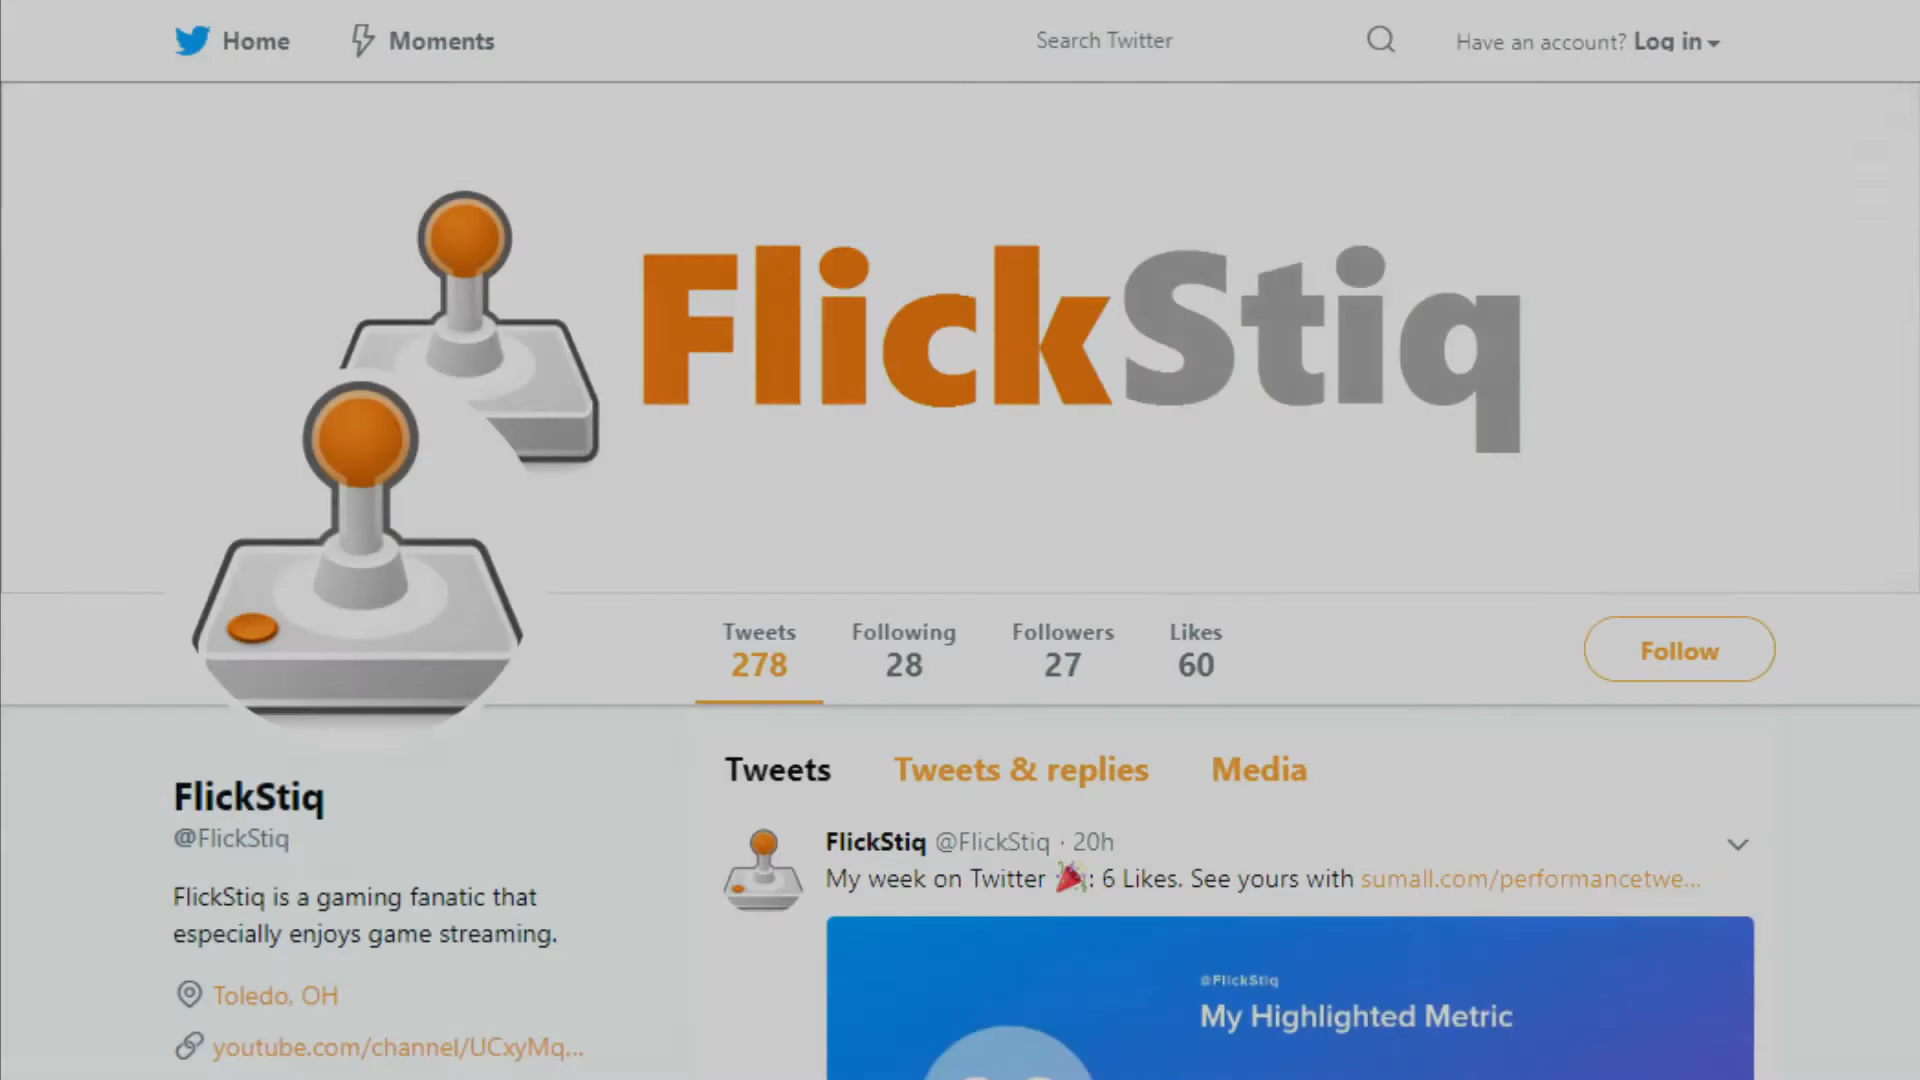 Home
Moments
Search Twitter
Have an account? Log in
FlickStiq
Tweets
278
Following
28
Followers
27
Likes
60
Follow
FlickStiq
@FlickStiq
FlickStiq is a gaming fanatic that
especially enjoys game streaming.
Toledo, OH
youtube.com/channel/UCxyMq...
Tweets
Tweets & replies
Media
FlickStiq @FlickStiq · 20h
My week on Twitter 🎉: 6 Likes. See yours with sumall.com/performancetwe...
@FlickStiq
My Highlighted Metric